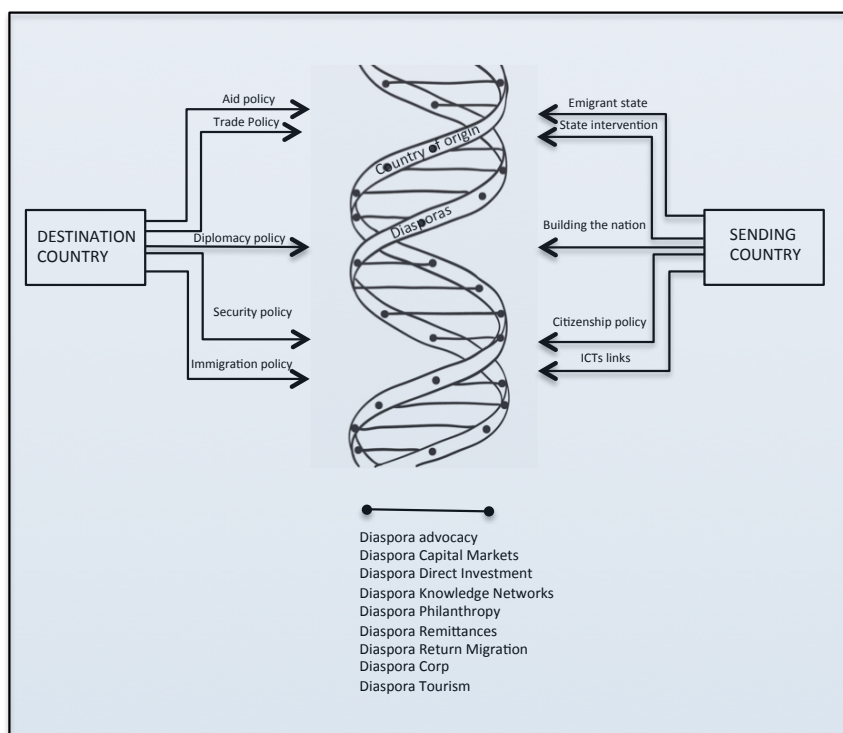 Aid policy
Trade Policy
DESTINATION
COUNTRY
Diplomacy policy
Security policy
Immigration policy
Country of origin
Diasporas
Emigrant state
State intervention
Building the nation
SENDING
COUNTRY
Citizenship policy
ICTs links
Diaspora advocacy
Diaspora Capital Markets
Diaspora Direct Investment
Diaspora Knowledge Networks
Diaspora Philanthropy
Diaspora Remittances
Diaspora Return Migration
Diaspora Corp
Diaspora Tourism